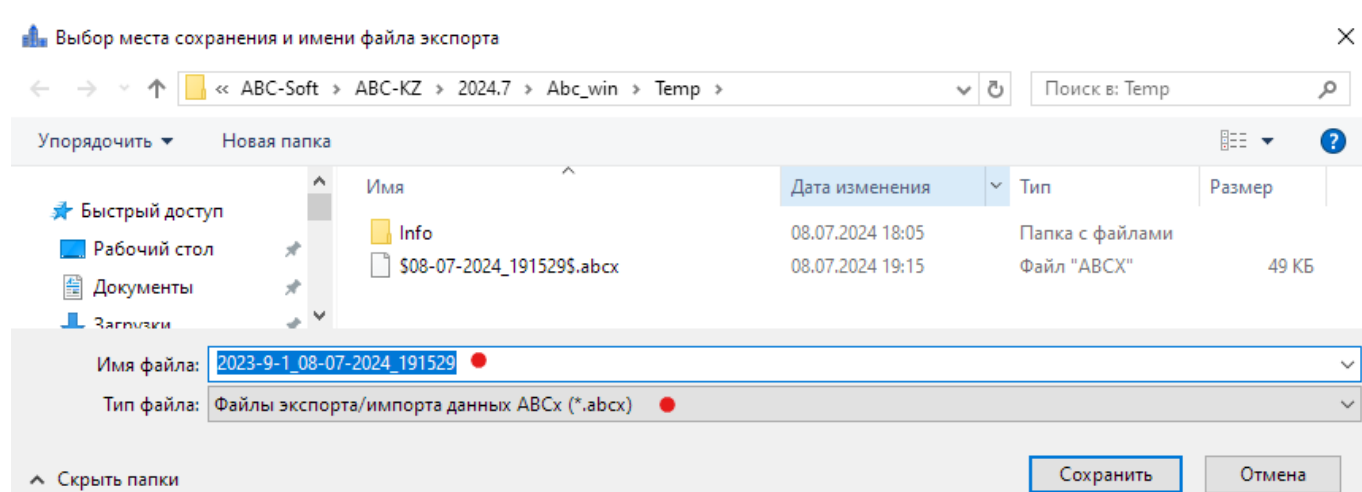 Выбор места сохранения и имени файла экспорта
« ABC-Soft › ABC-KZ › 2024.7 › Abc_win › Temp ›
Поиск в: Temp
Упорядочить Новая папка
Имя Дата изменения Тип Размер
Быстрый доступ
Info 08.07.2024 18:05 Папка с файлами
Рабочий стол
$08-07-2024_191529$.abcx 08.07.2024 19:15 Файл "ABCX" 49 КБ
Документы
Загрузки
Имя файла: 2023-9-1_08-07-2024_191529
Тип файла: Файлы экспорта/импорта данных ABCx (*.abcx)
Скрыть папки
Сохранить Отмена